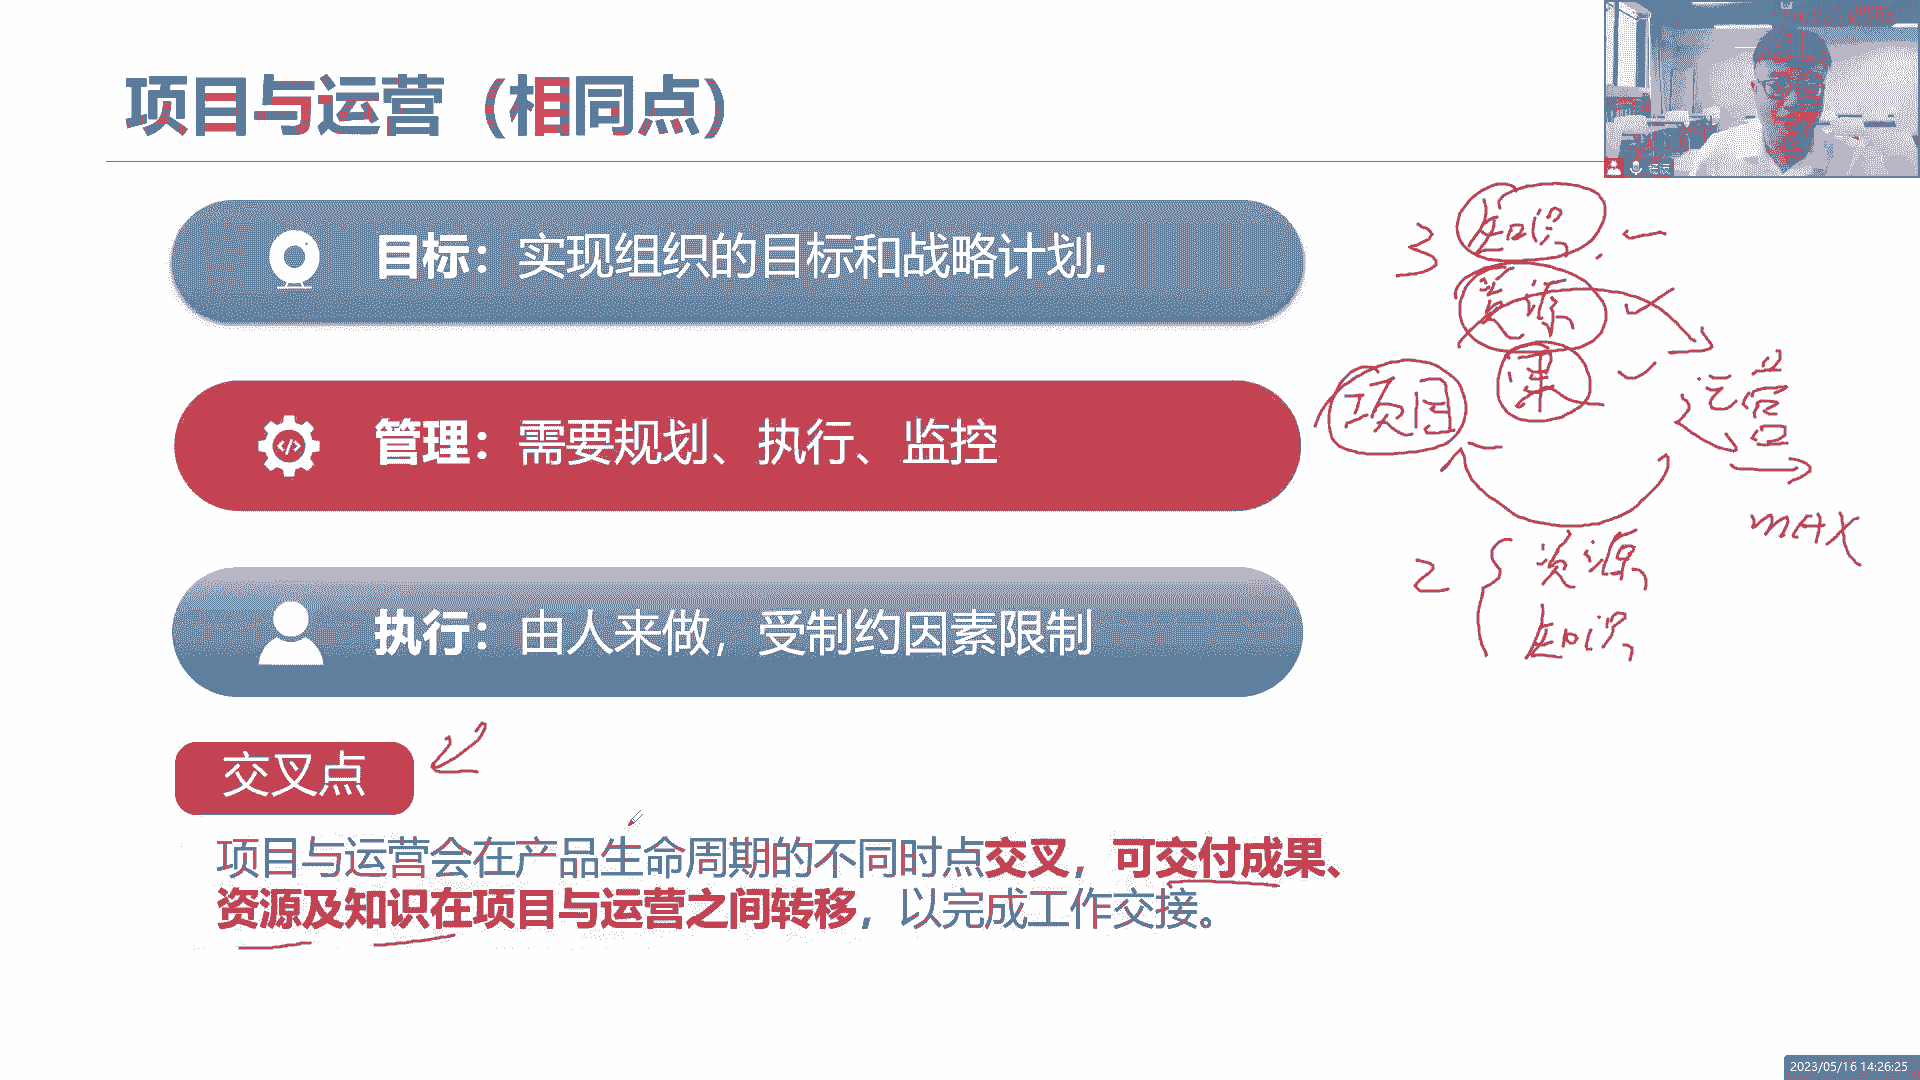 项目与运营（相同点）
目标：实现组织的目标和战略计划.
管理：需要规划、执行、监控
执行：由人来做，受制约因素限制
交叉点
项目与运营会在产品生命周期的不同时点交叉，可交付成果、
资源及知识在项目与运营之间转移，以完成工作交接。
3 知识
资源
果
项目
运营
MAX
2 资源
知识
2023/05/16 14:26:25